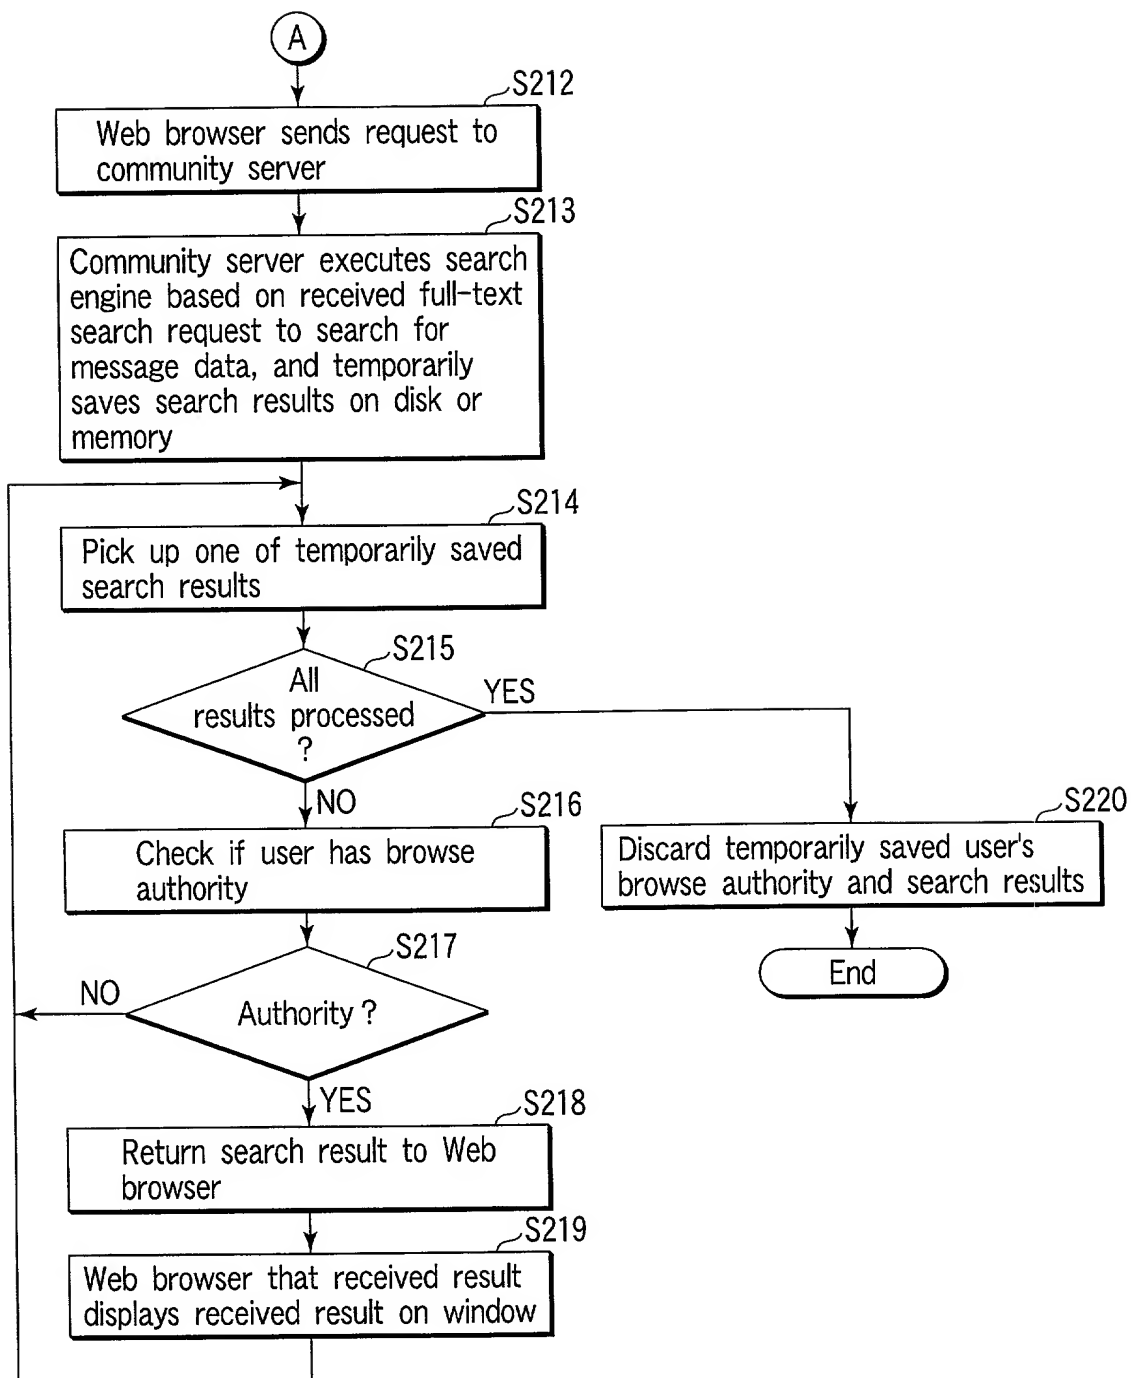 A
S212
Web browser sends request to
community server
S213
Community server executes search
engine based on received full-text
search request to search for
message data, and temporarily
saves search results on disk or
memory
S214
Pick up one of temporarily saved
search results
S215
All
results processed
?
YES
NO
S216
Check if user has browse
authority
S220
Discard temporarily saved user's
browse authority and search results
End
S217
Authority ?
NO
YES
S218
Return search result to Web
browser
S219
Web browser that received result
displays received result on window